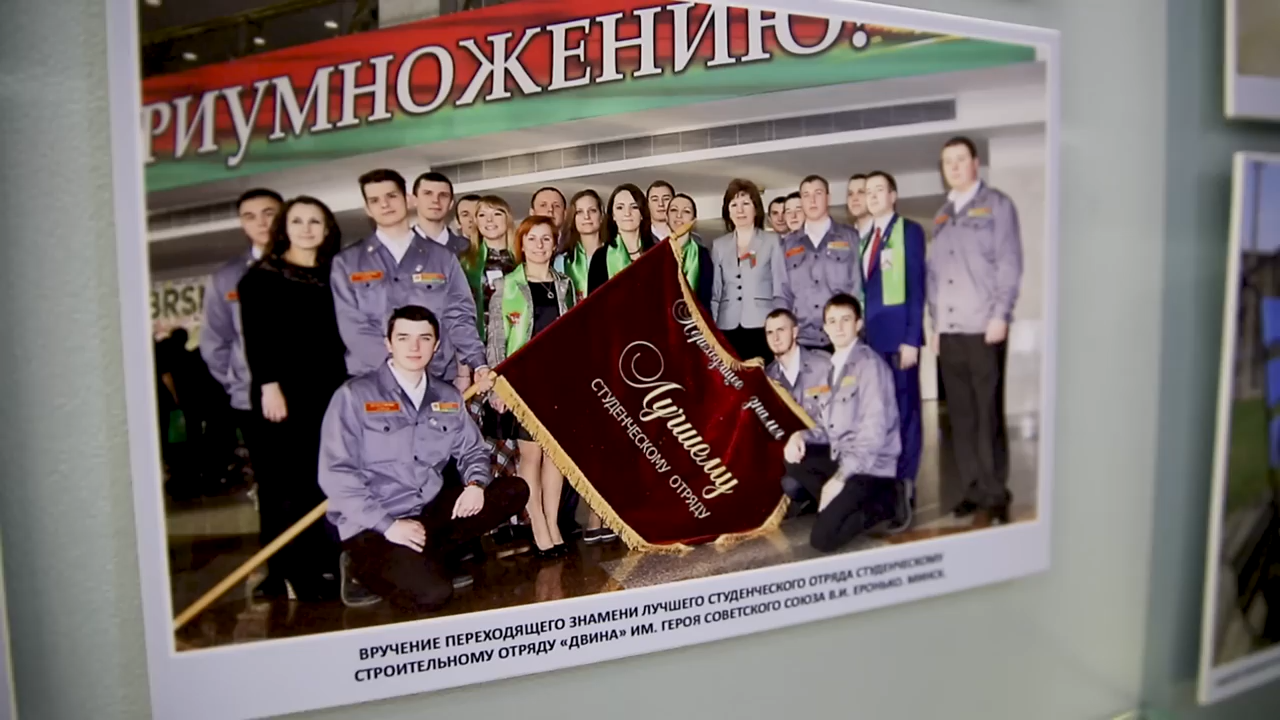 РИУМНОЖЕНИЮ!
BRSM
Переходящее знамя
Лучшему
СТУДЕНЧЕСКОМУ ОТРЯДУ
ВРУЧЕНИЕ ПЕРЕХОДЯЩЕГО ЗНАМЕНИ ЛУЧШЕГО СТУДЕНЧЕСКОГО ОТРЯДА СТУДЕНЧЕСКОМУ
СТРОИТЕЛЬНОМУ ОТРЯДУ «ДВИНА» ИМ. ГЕРОЯ СОВЕТСКОГО СОЮЗА В.И. ЕРОНЬКО. МИНСК.